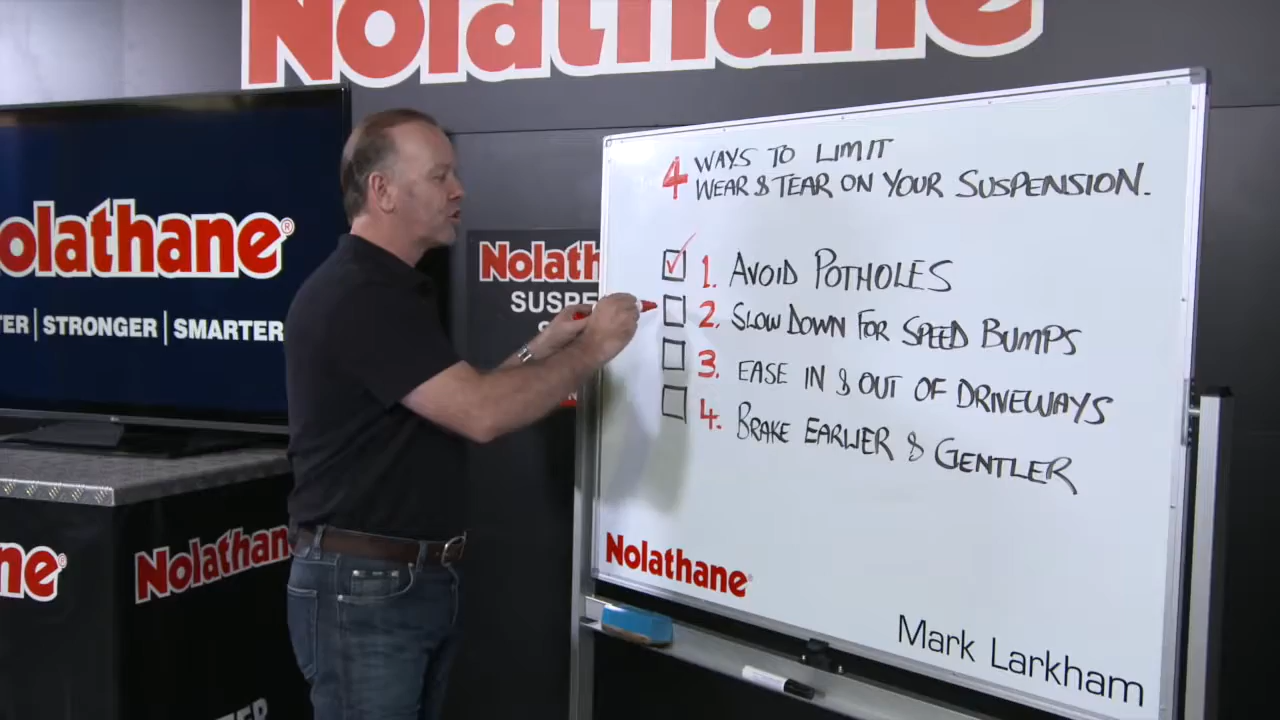 Nolathane
Nolathane®
STRONGER | SMARTER
SUSPE
4 WAYS TO LIMIT
WEAR & TEAR ON YOUR SUSPENSION.
1. AVOID POTHOLES
2. SLOW DOWN FOR SPEED BUMPS
3. EASE IN & OUT OF DRIVEWAYS
4. BRAKE EARLIER & GENTLER
Nolathane®
Mark Larkham
Nolathane